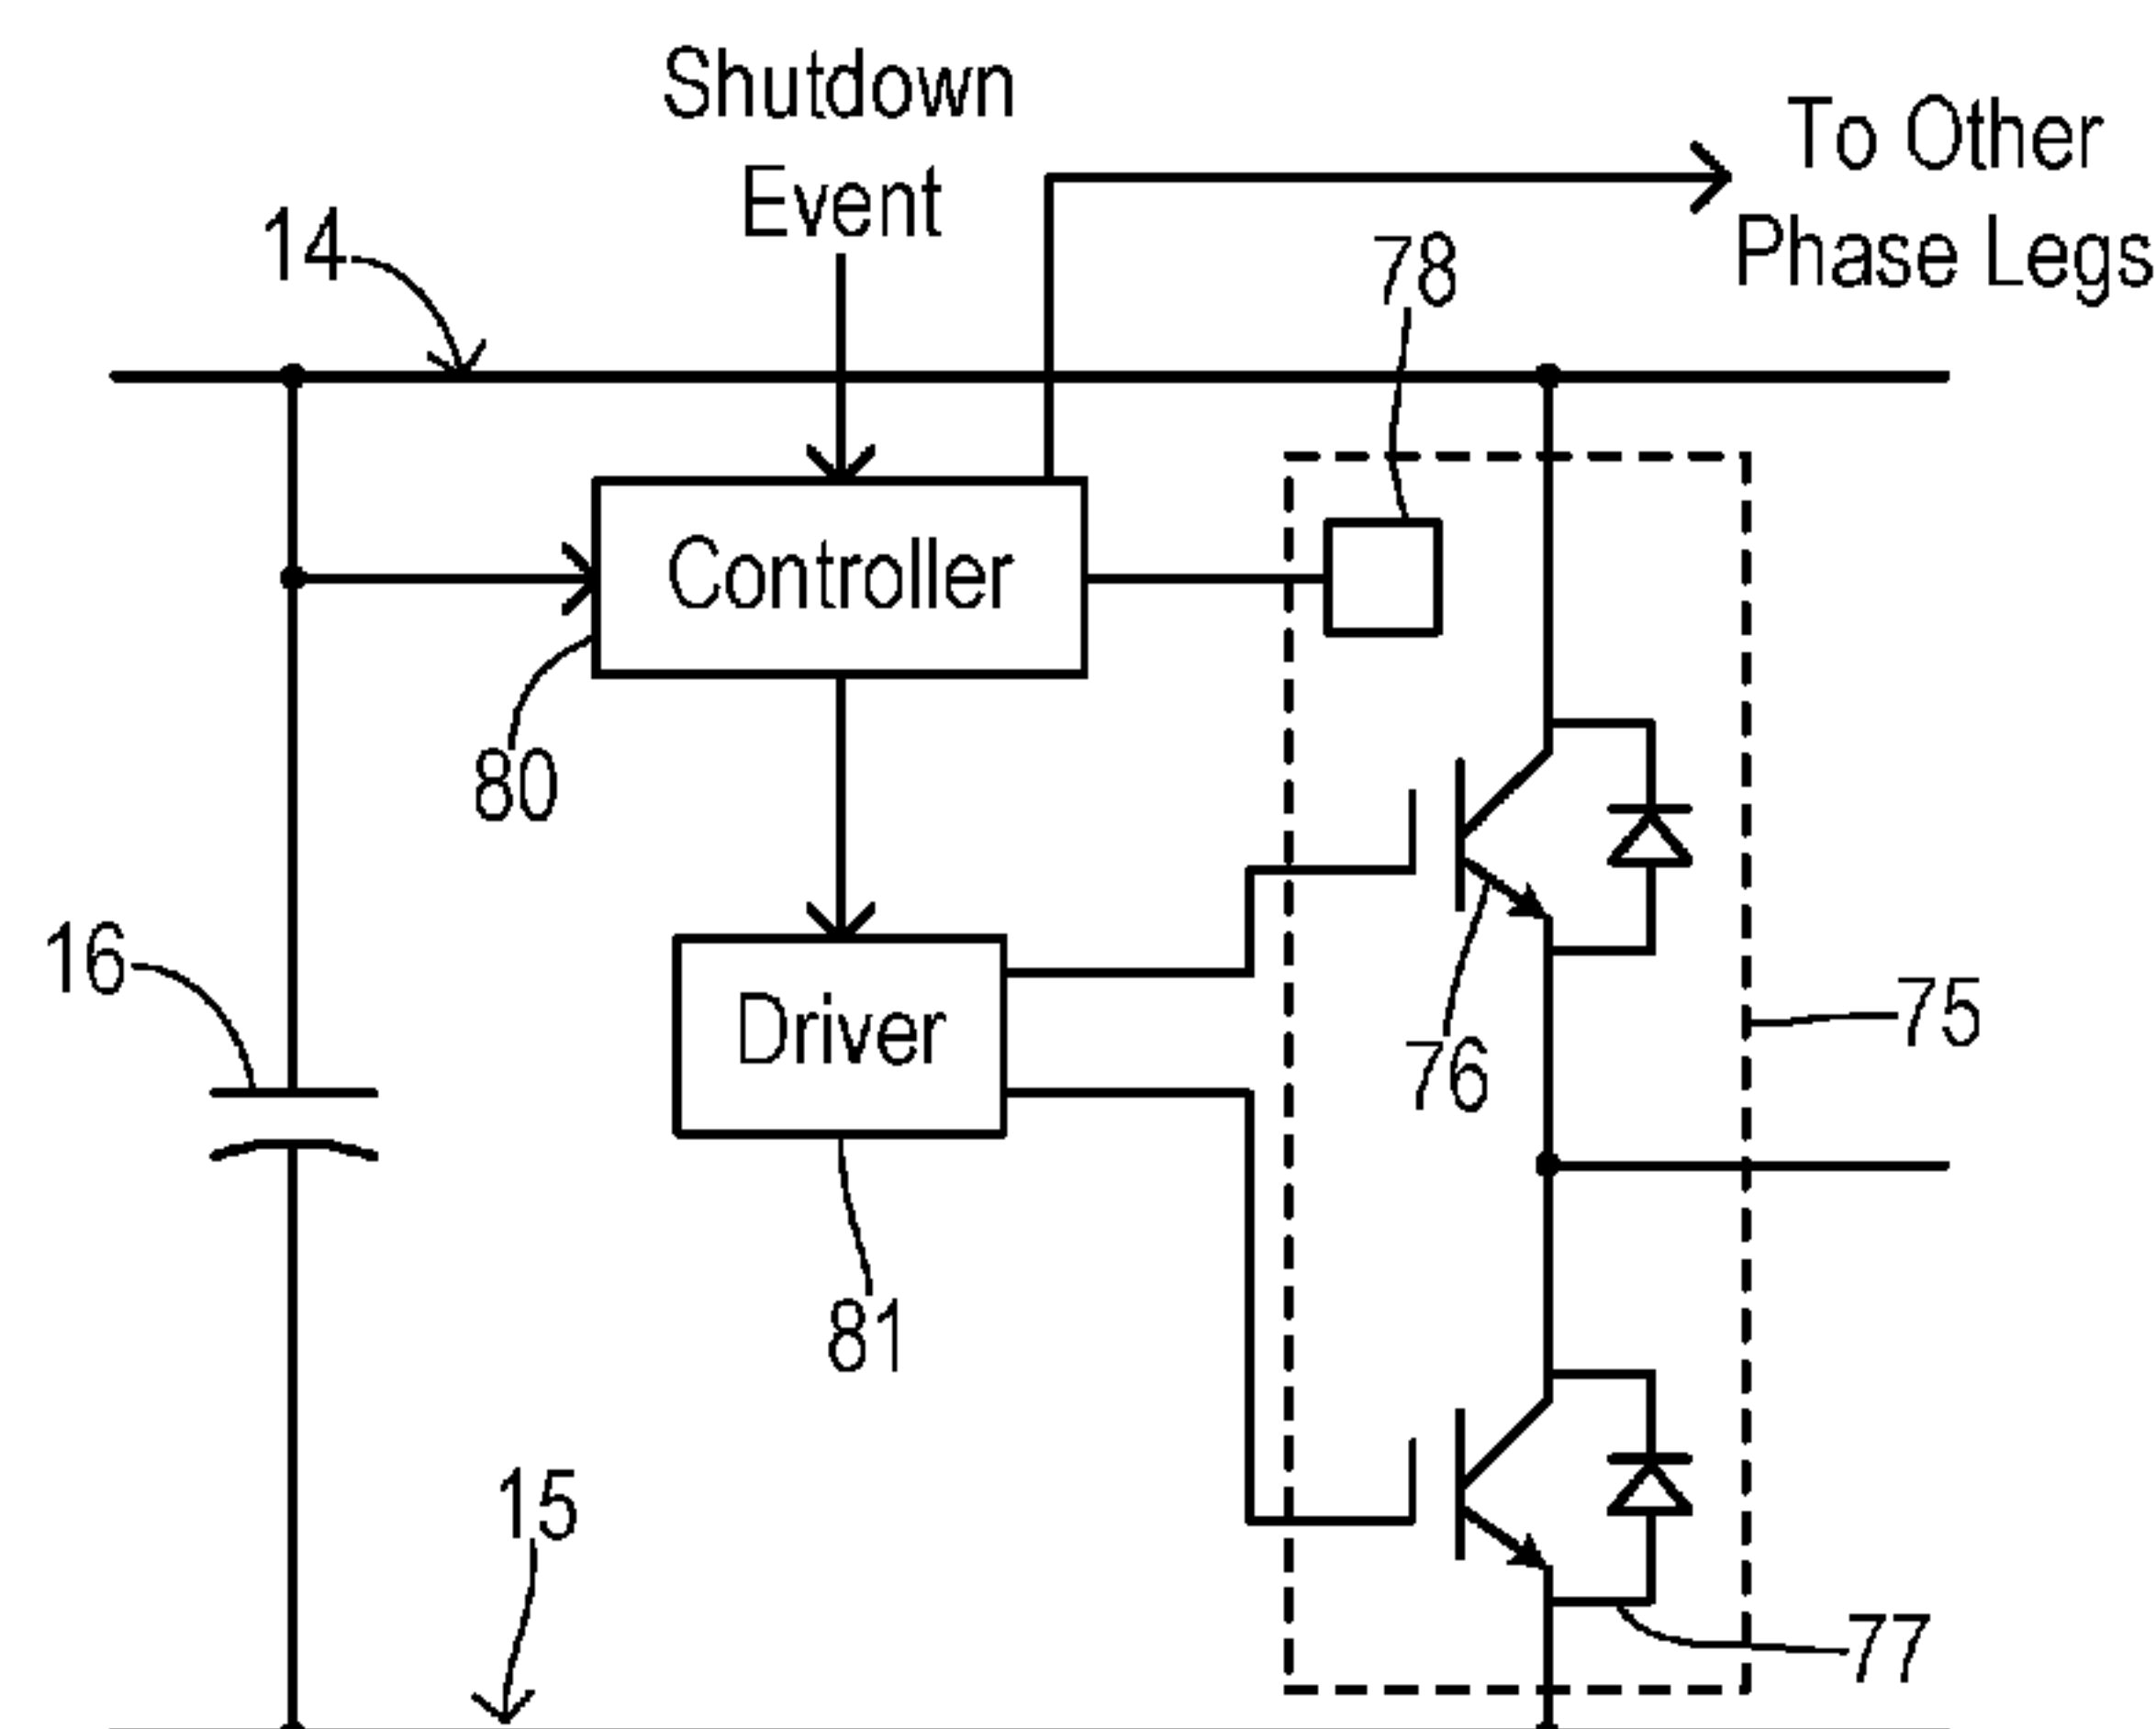 Shutdown
Event
To Other
Phase Legs
14
78
Controller
80
16
Driver
75
76
81
15
77